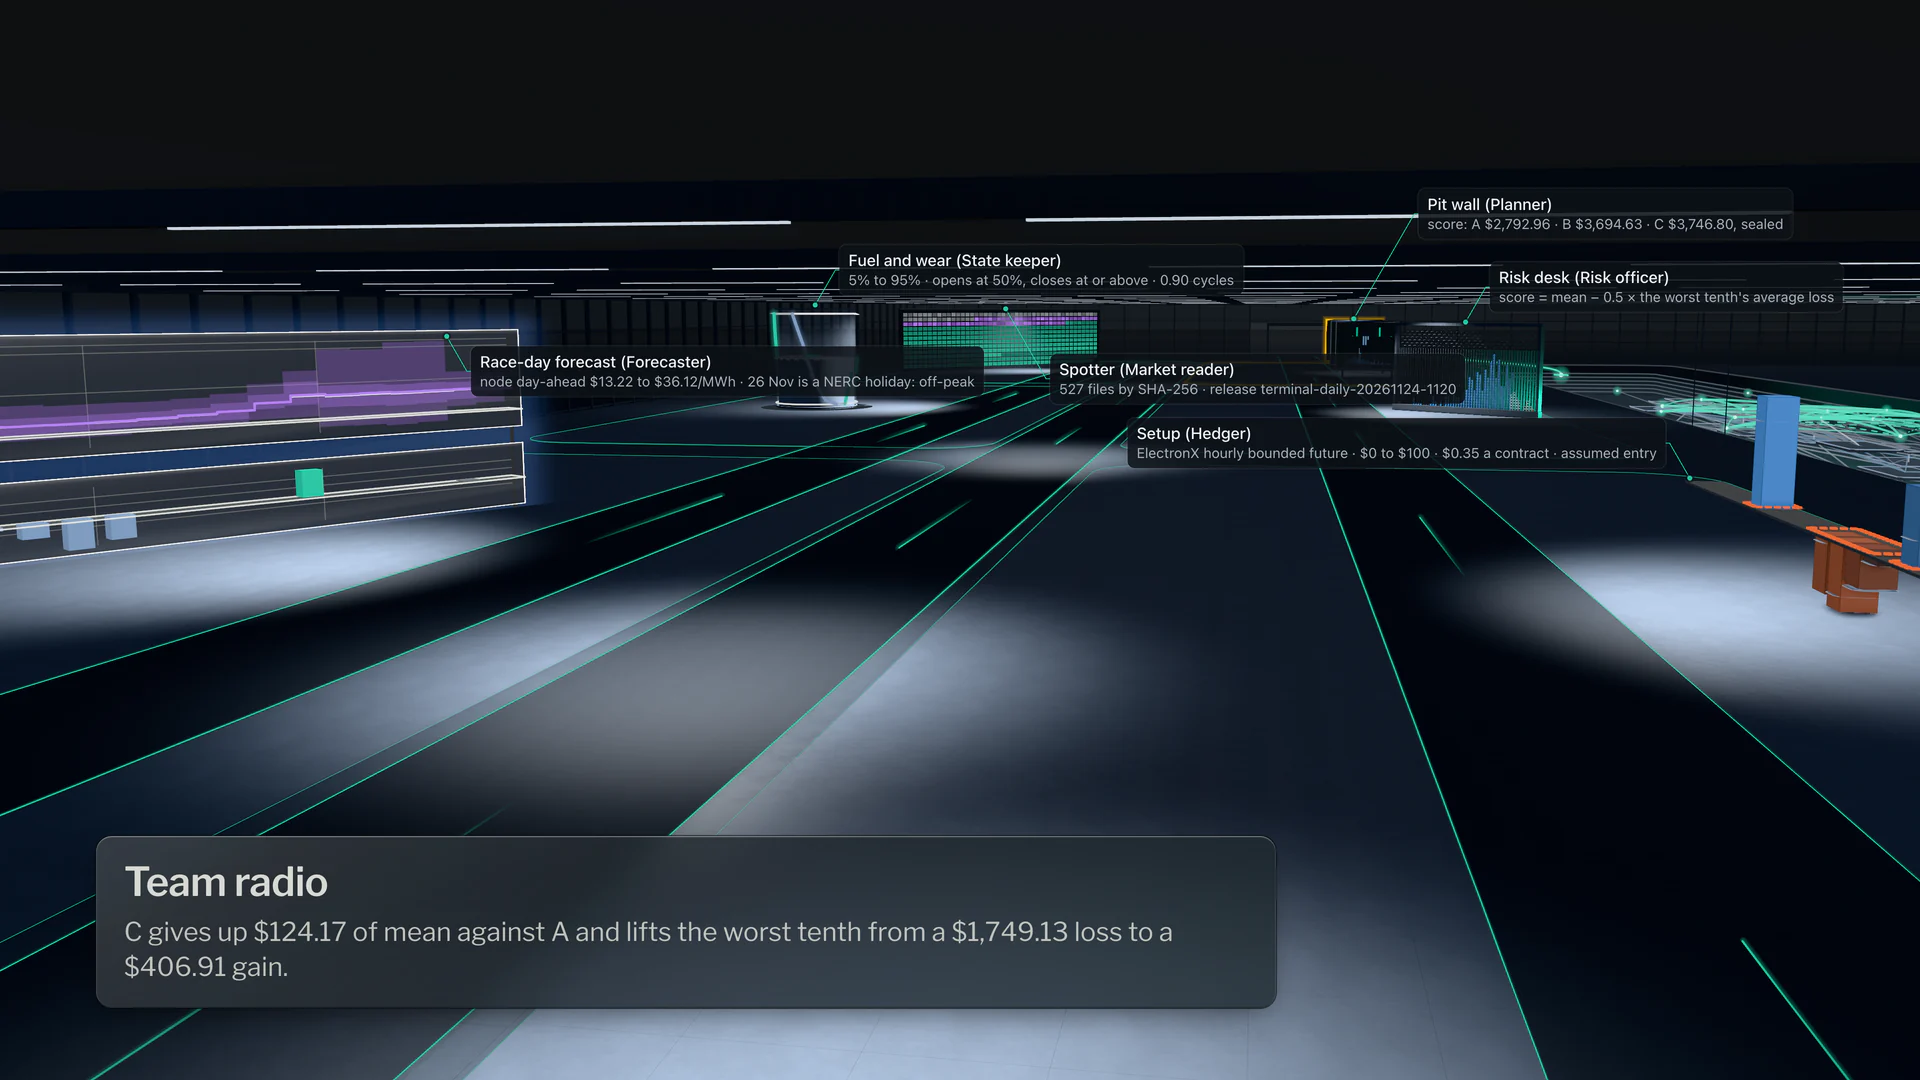 Pit wall (Planner)
score: A $2,792.96 · B $3,694.63 · C $3,746.80, sealed
Fuel and wear (State keeper)
5% to 95% · opens at 50%, closes at or above · 0.90 cycles
Risk desk (Risk officer)
score = mean − 0.5 × the worst tenth's average loss
Race-day forecast (Forecaster)
node day-ahead $13.22 to $36.12/MWh · 26 Nov is a NERC holiday: off-peak
Spotter (Market reader)
527 files by SHA-256 · release terminal-daily-20261124-1120
Setup (Hedger)
ElectronX hourly bounded future · $0 to $100 · $0.35 a contract · assumed entry
Team radio
C gives up $124.17 of mean against A and lifts the worst tenth from a $1,749.13 loss to a
$406.91 gain.